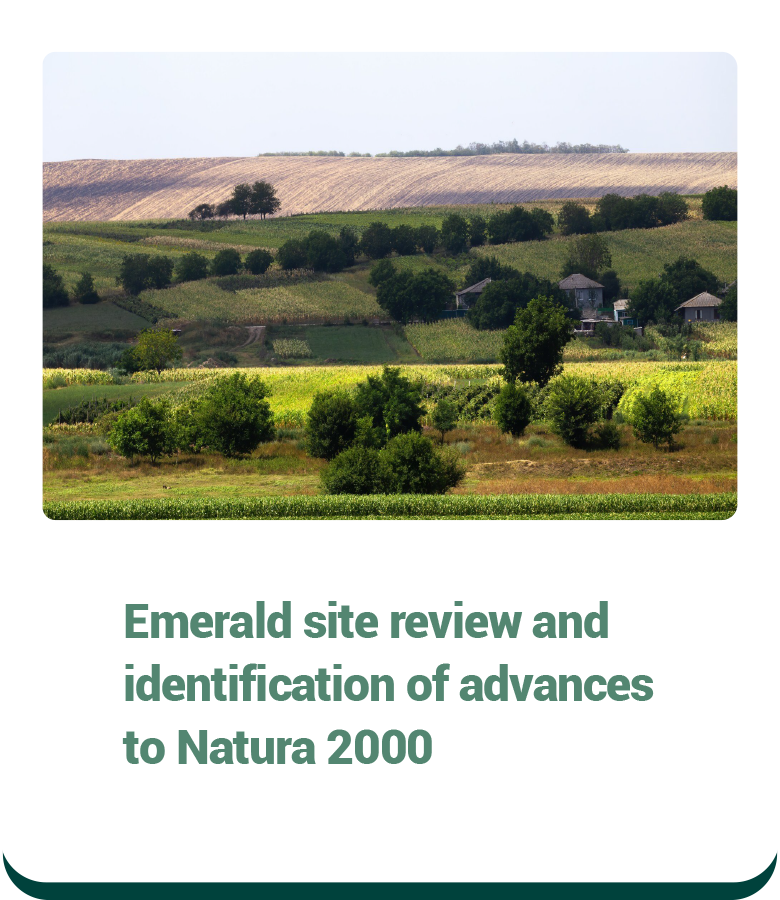 Emerald site review and
identification of advances
to Natura 2000